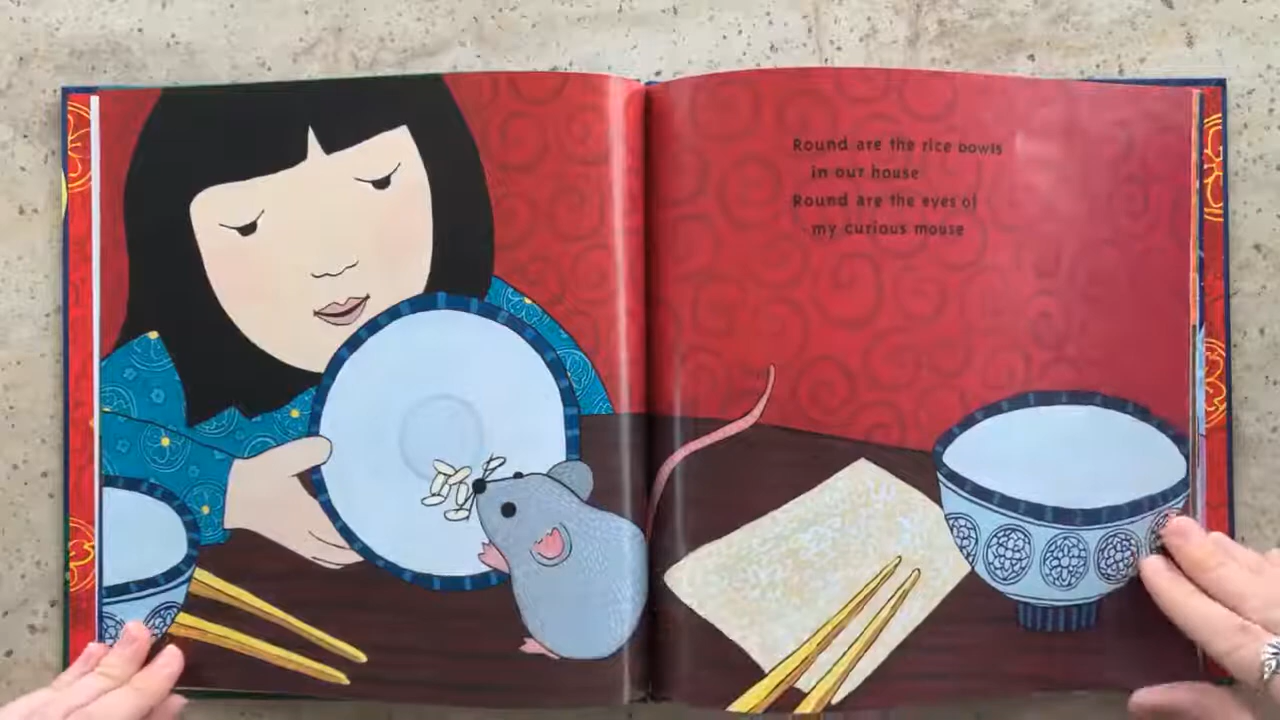 Round are the rice bowls
in our house
Round are the eyes of
my curious mouse